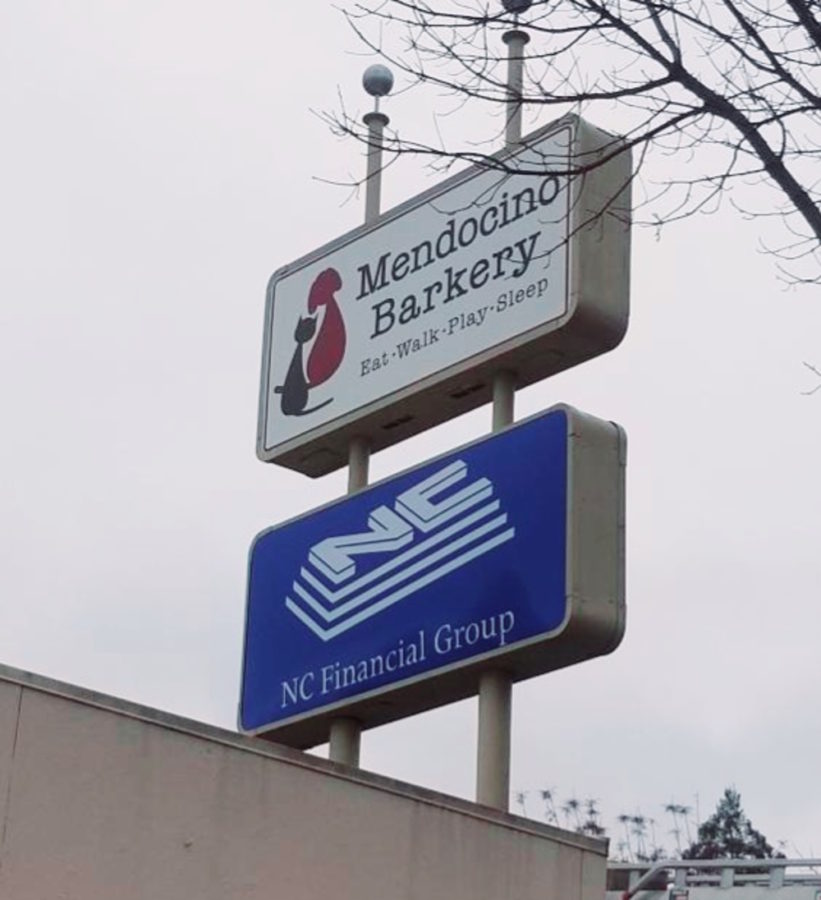 Mendocino
Barkery
Eat·Walk·Play·Sleep
NC
NC Financial Group